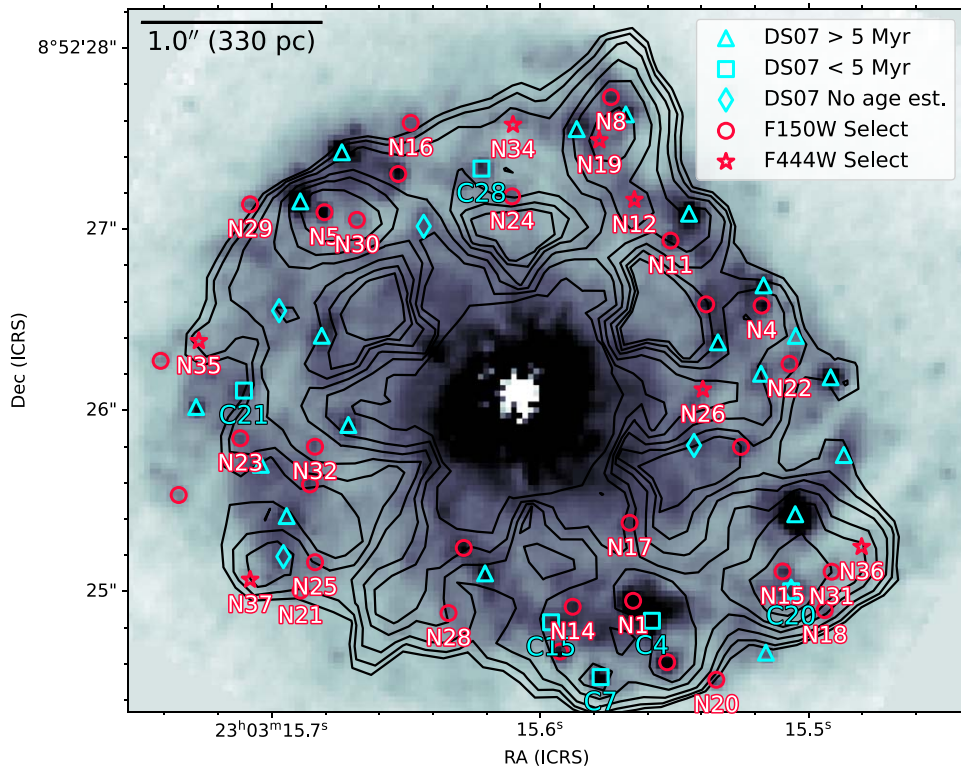 1.0″ (330 pc)
DS07 > 5 Myr
DS07 < 5 Myr
DS07 No age est.
F150W Select
F444W Select
8°52'28"
27"
26"
25"
Dec (ICRS)
N8
N16
N34
N19
C28
N29
N5
N30
N24
N12
N11
N4
N35
N22
C21
N26
N23
N32
N17
N25
N37
N21
N15
N31
N36
C20
N18
N28
C15
N14
N1
C4
C7
N20
23ʰ03ᵐ15.7ˢ
15.6ˢ
15.5ˢ
RA (ICRS)